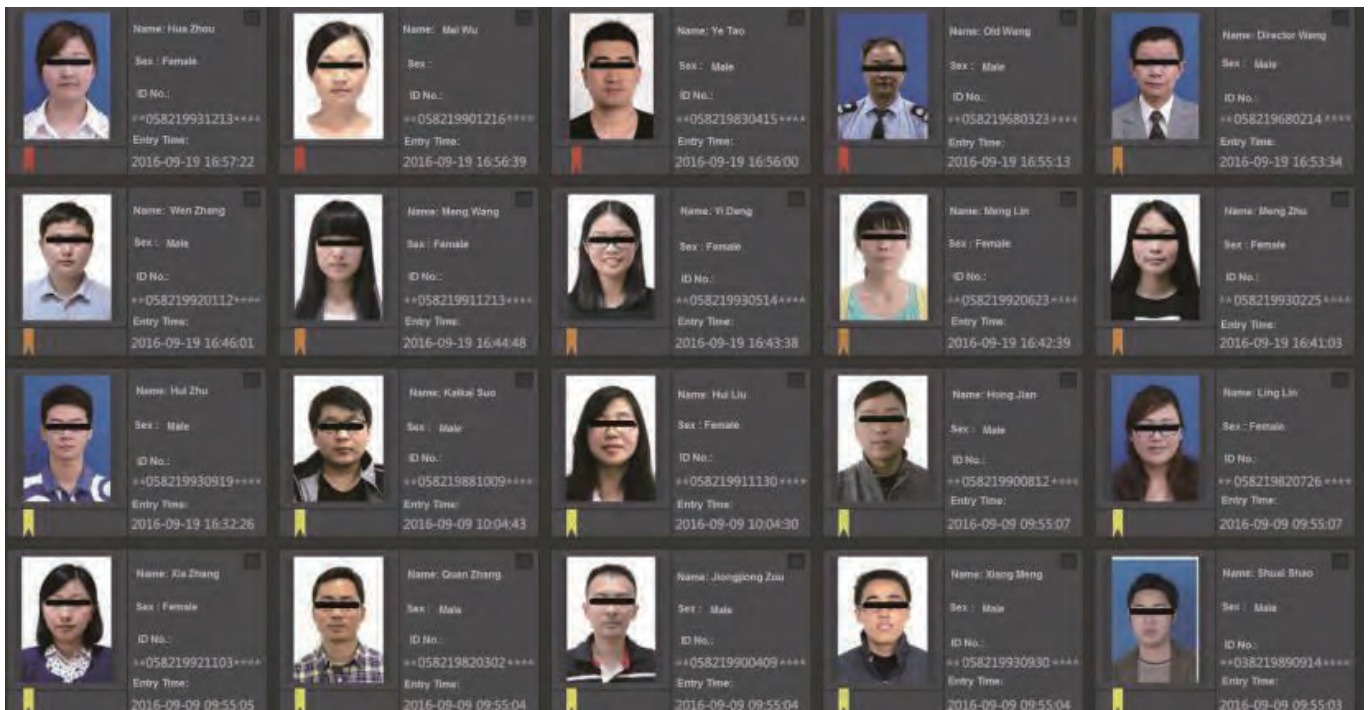 Name: Hua Zhou
Sex : Female
ID No.:
**058219931213****
Entry Time:
2016-09-19 16:57:22
Name: Mei Wu
Sex :
ID No.:
**058219901216****
Entry Time:
2016-09-19 16:56:39
Name: Ye Tao
Sex : Male
ID No.:
**058219830415****
Entry Time:
2016-09-19 16:56:00
Name: Old Wang
Sex : Male
ID No.:
**058219680323****
Entry Time:
2016-09-19 16:55:13
Name: Director Wang
Sex : Male
ID No.:
**058219680214 ****
Entry Time:
2016-09-19 16:53:34
Name: Wen Zhang
Sex : Male
ID No.:
**058219920112****
Entry Time:
2016-09-19 16:46:01
Name: Meng Wang
Sex : Female
ID No.:
**058219911213****
Entry Time:
2016-09-19 16:44:48
Name: Yi Dang
Sex : Female
ID No.:
**058219930514****
Entry Time:
2016-09-19 16:43:38
Name: Meng Lin
Sex : Female
ID No.:
**058219920623****
Entry Time:
2016-09-19 16:42:39
Name: Meng Zhu
Sex : Female
ID No.:
**058219930225****
Entry Time:
2016-09-19 16:41:03
Name: Hui Zhu
Sex : Male
ID No.:
**058219930919****
Entry Time:
2016-09-19 16:32:26
Name: Kaikai Suo
Sex : Male
ID No.:
**058219881009****
Entry Time:
2016-09-09 10:04:43
Name: Hui Liu
Sex : Female
ID No.:
**058219911130 ****
Entry Time:
2016-09-09 10:04:30
Name: Hong Jian
Sex : Male
ID No.:
**058219900812****
Entry Time:
2016-09-09 09:55:07
Name: Ling Lin
Sex : Female
ID No.:
**058219820726****
Entry Time:
2016-09-09 09:55:07
Name: Xia Zhang
Sex : Female
ID No.:
**058219921103****
Entry Time:
2016-09-09 09:55:05
Name: Quan Zhang
Sex : Male
ID No.:
**058219820302****
Entry Time:
2016-09-09 09:55:04
Name: Jiongjiong Zuu
Sex : Male
ID No.:
**058219900409 ****
Entry Time:
2016-09-09 09:55:04
Name: Xiang Meng
Sex : Male
ID No.:
**058219930930 ****
Entry Time:
2016-09-09 09:55:04
Name: Shuai Shao
Sex : Male
ID No.:
**038219890914****
Entry Time:
2016-09-09 09:55:03